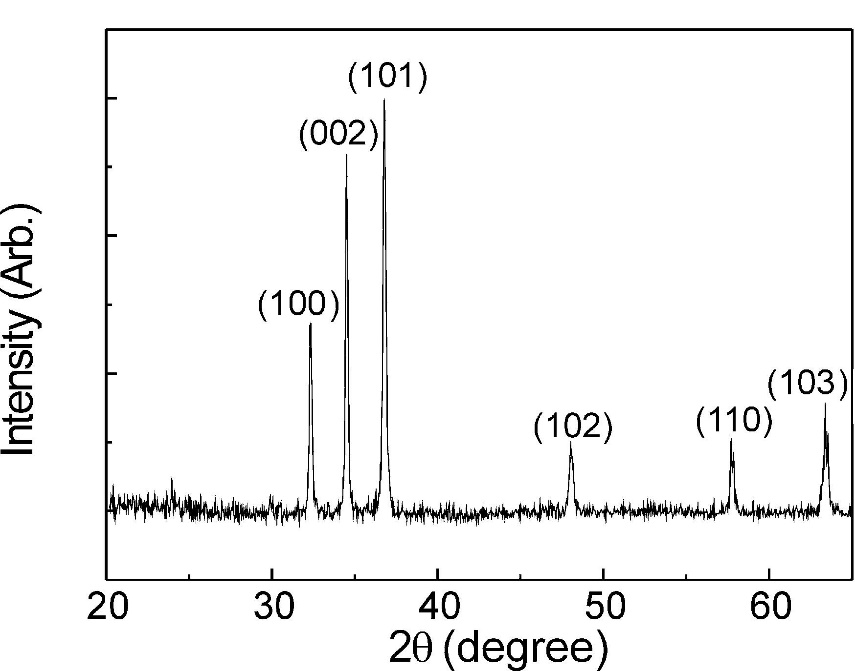 (101)
(002)
(100)
(103)
(110)
(102)
Intensity (Arb.)
20 30 40 50 60
2θ (degree)